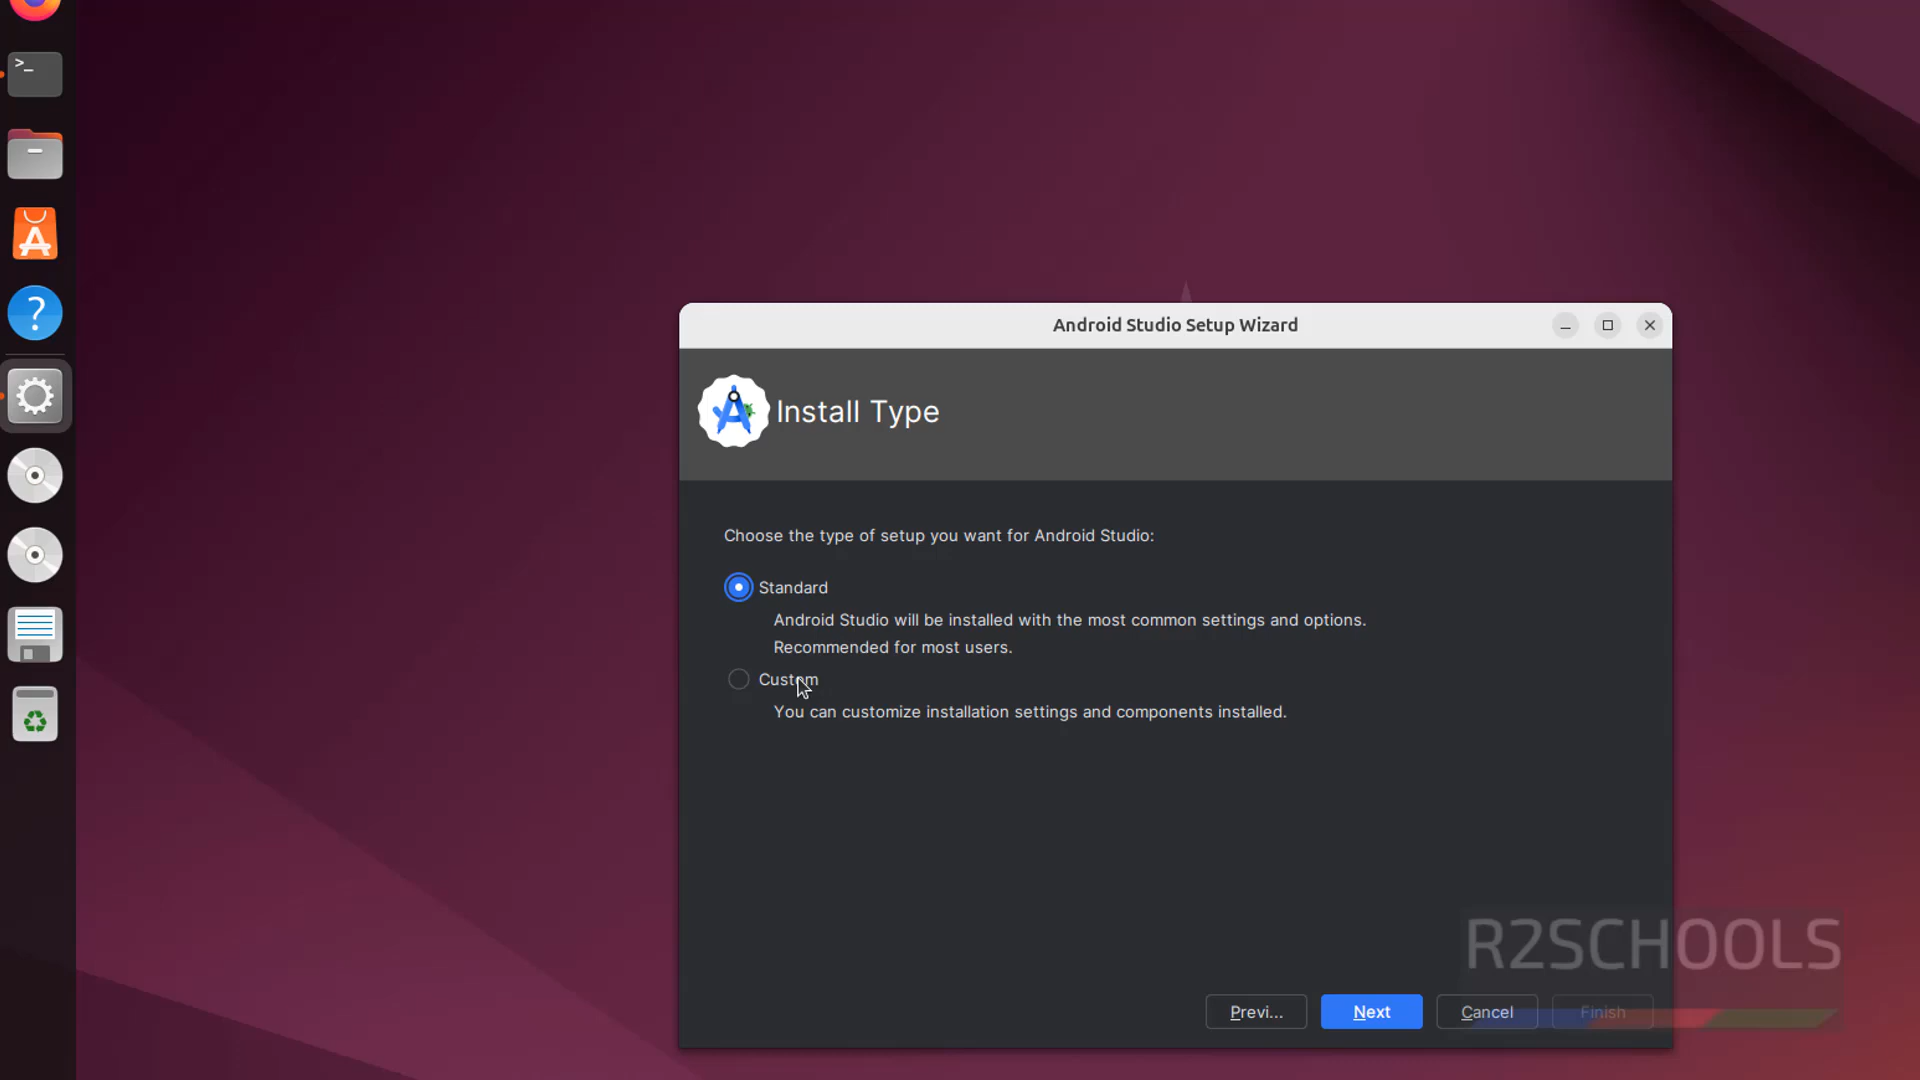 >_
?
Android Studio Setup Wizard
Install Type
Choose the type of setup you want for Android Studio:
Standard
Android Studio will be installed with the most common settings and options.
Recommended for most users.
Custom
You can customize installation settings and components installed.
R2SCHOOLS
Previ... Next Cancel Finish